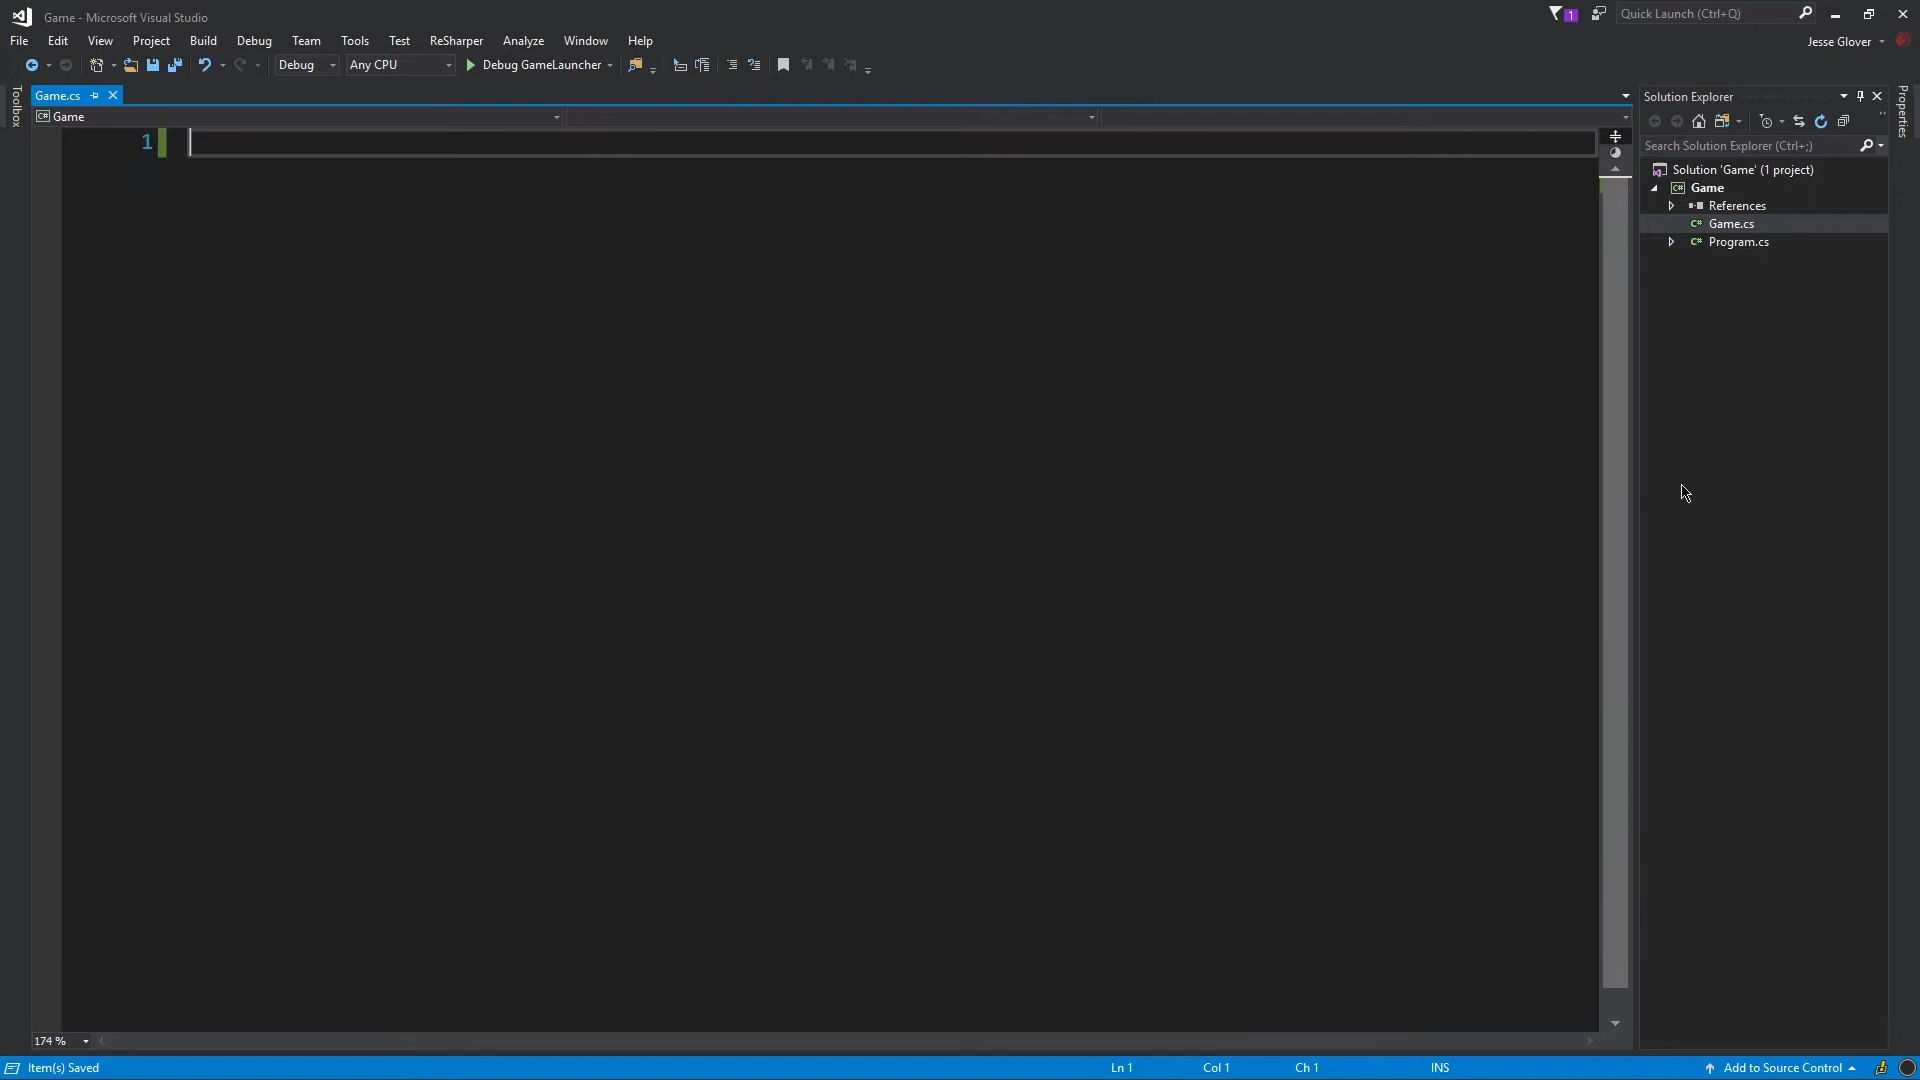 Game - Microsoft Visual Studio
1
Quick Launch (Ctrl+Q)
File Edit View Project Build Debug Team Tools Test ReSharper Analyze Window Help
Jesse Glover
Debug Any CPU Debug GameLauncher
Toolbox
Game.cs
Game
1
Solution Explorer
Search Solution Explorer (Ctrl+;)
Solution 'Game' (1 project)
C# Game
References
C# Game.cs
C# Program.cs
Properties
174 %
Item(s) Saved
Ln 1 Col 1 Ch 1 INS
Add to Source Control